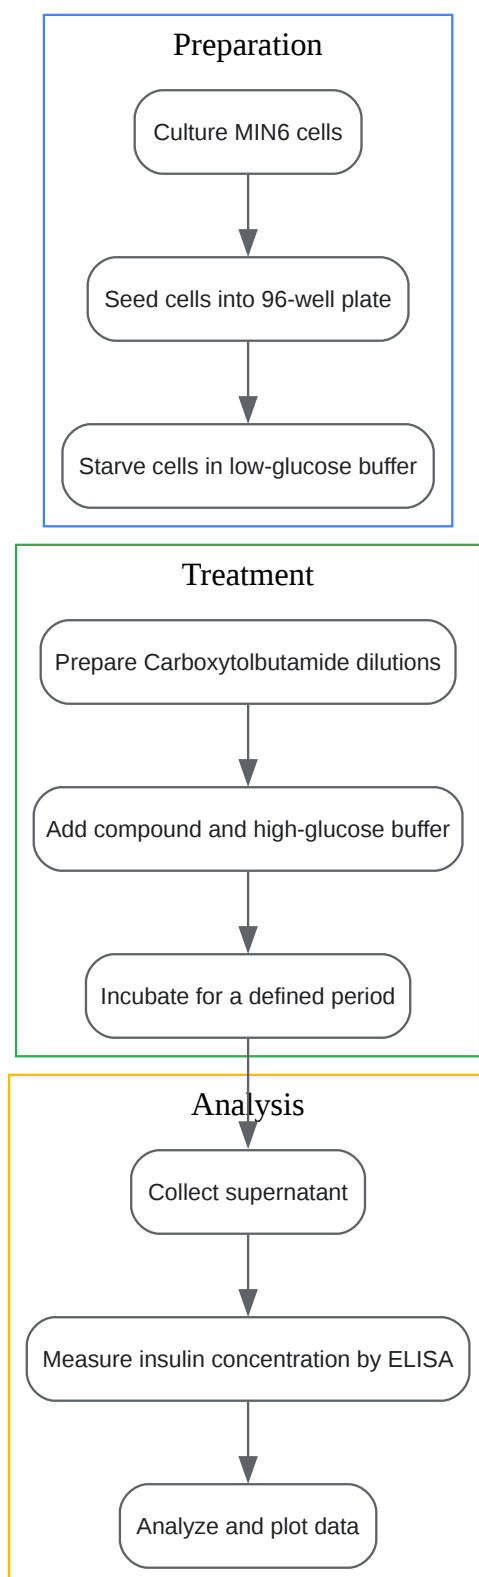 Preparation
Culture MIN6 cells
Seed cells into 96-well plate
Starve cells in low-glucose buffer
Treatment
Prepare Carboxytolbutamide dilutions
Add compound and high-glucose buffer
Incubate for a defined period
Analysis
Collect supernatant
Measure insulin concentration by ELISA
Analyze and plot data